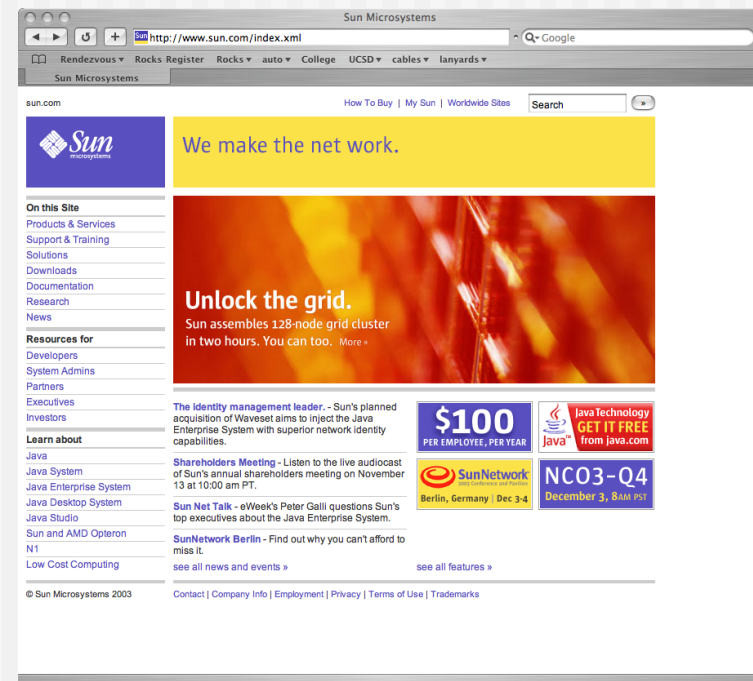 Sun Microsystems
http://www.sun.com/index.xml
Google
Rendezvous Rocks Register Rocks auto College UCSD cables lanyards
Sun Microsystems
sun.com
How To Buy | My Sun | Worldwide Sites
Search
»
Sun
microsystems
We make the net work.
On this Site
Products & Services
Support & Training
Solutions
Downloads
Documentation
Research
News
Resources for
Developers
System Admins
Partners
Executives
Investors
Learn about
Java
Java System
Java Enterprise System
Java Desktop System
Java Studio
Sun and AMD Opteron
N1
Low Cost Computing
Unlock the grid.
Sun assembles 128-node grid cluster
in two hours. You can too. More »
The identity management leader. - Sun's planned
acquisition of Waveset aims to inject the Java
Enterprise System with superior network identity
capabilities.
Shareholders Meeting - Listen to the live audiocast
of Sun's annual shareholders meeting on November
13 at 10:00 am PT.
Sun Net Talk - eWeek's Peter Galli questions Sun's
top executives about the Java Enterprise System.
SunNetwork Berlin - Find out why you can't afford to
miss it.
see all news and events »
$100
PER EMPLOYEE, PER YEAR
Java™
Java Technology
GET IT FREE
from java.com
SunNetwork
2003 Conference and Pavilion
Berlin, Germany | Dec 3-4
NC03-Q4
December 3, 8AM PST
see all features »
© Sun Microsystems 2003
Contact | Company Info | Employment | Privacy | Terms of Use | Trademarks